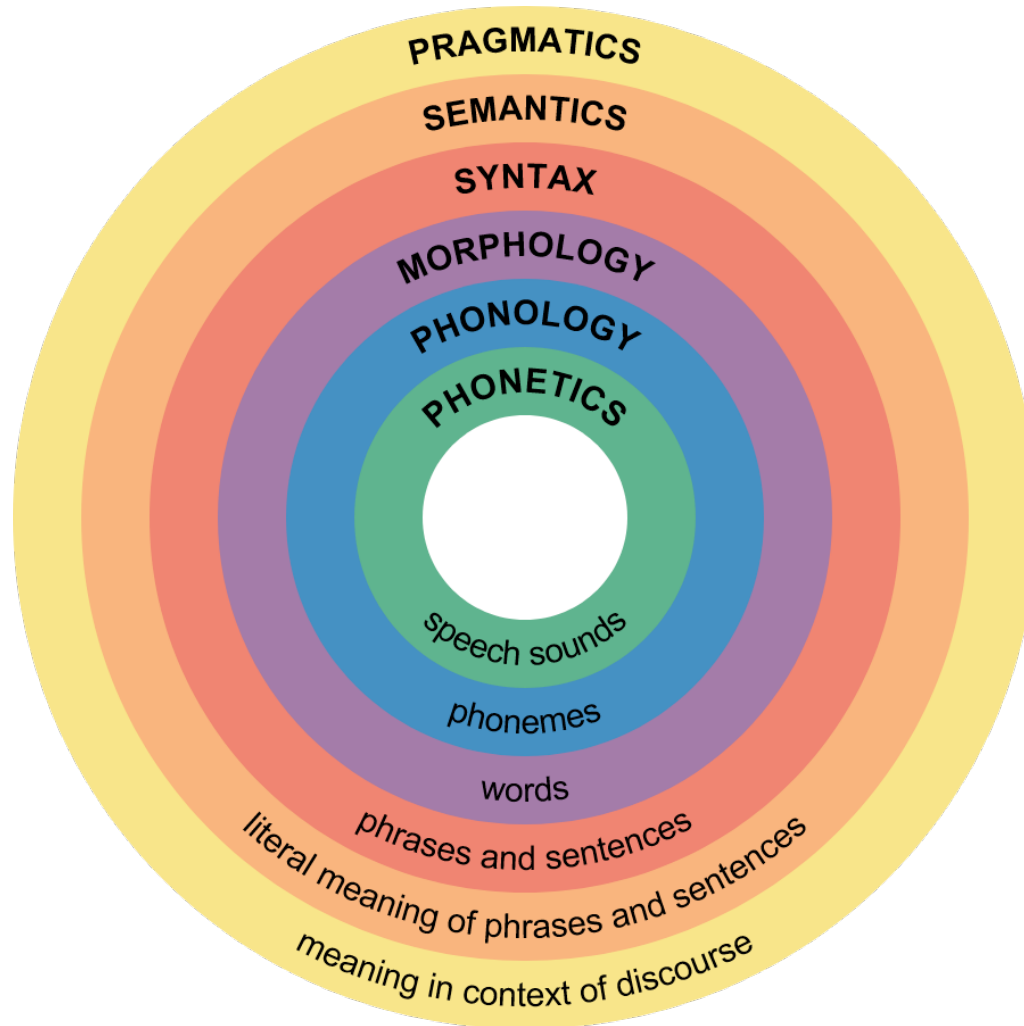 PRAGMATICS
SEMANTICS
SYNTAX
MORPHOLOGY
PHONOLOGY
PHONETICS
speech sounds
phonemes
words
phrases and sentences
literal meaning of phrases and sentences
meaning in context of discourse